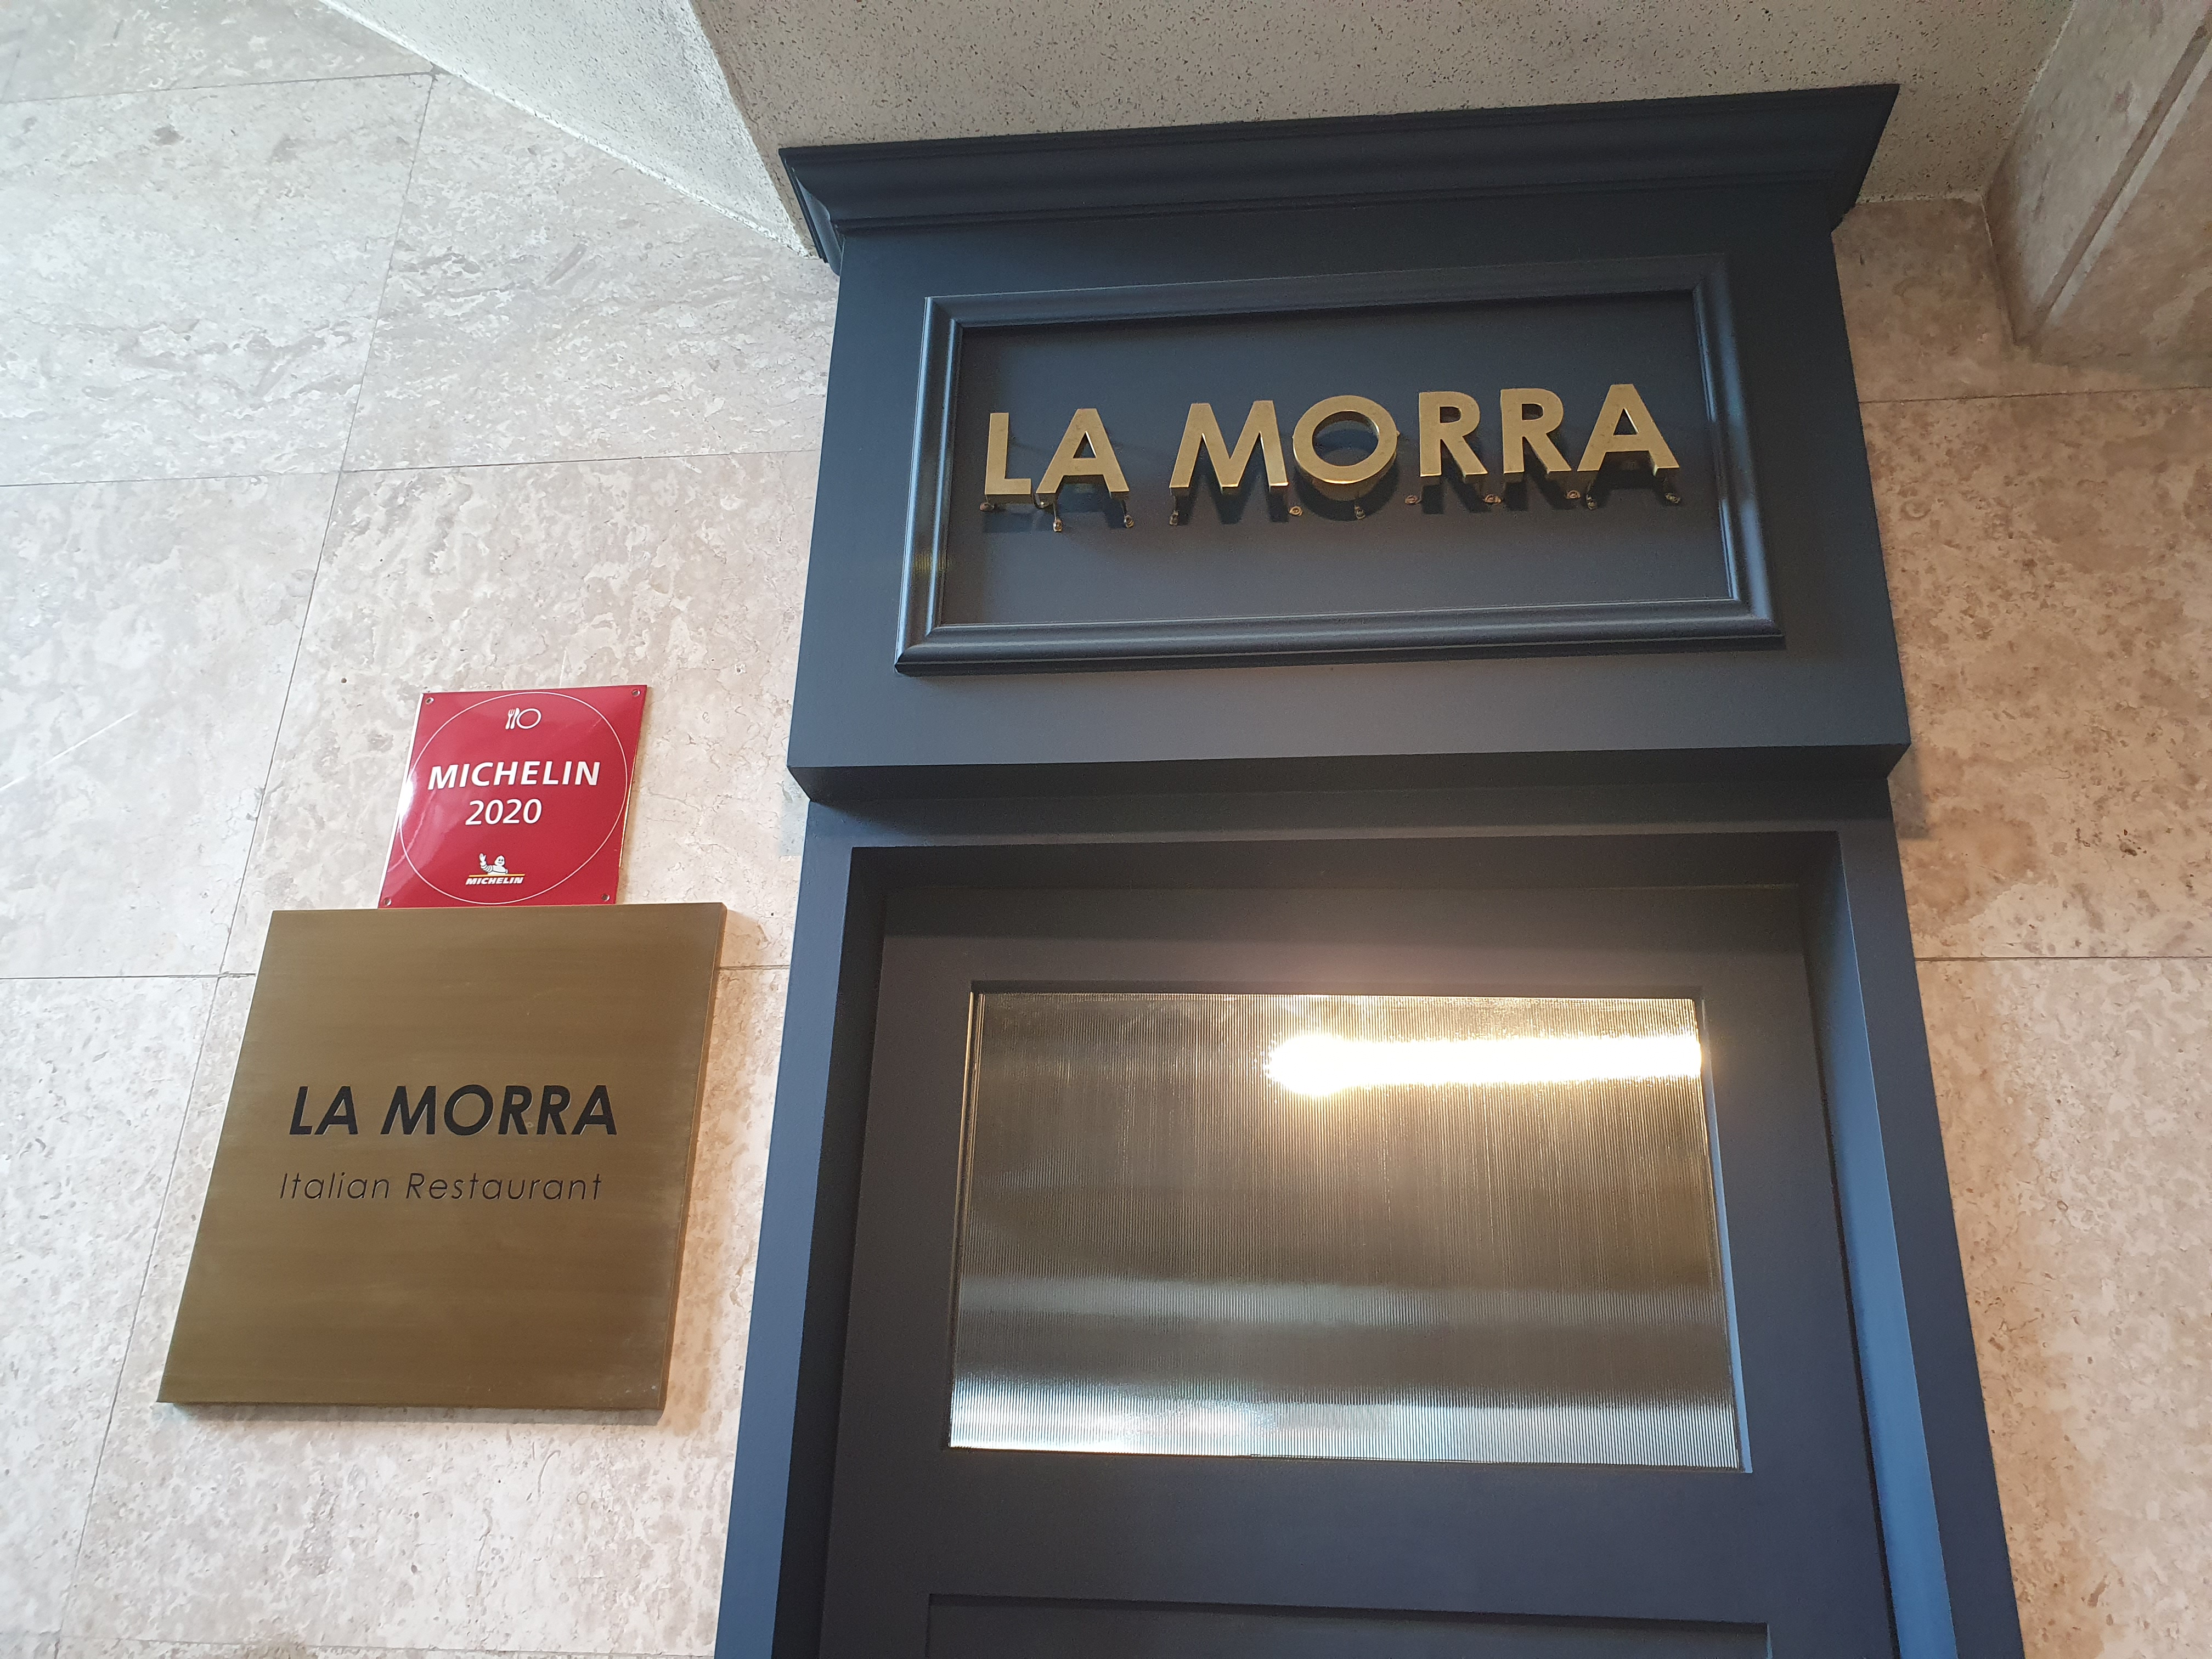 LA MORRA
MICHELIN
2020
MICHELIN
LA MORRA
Italian Restaurant